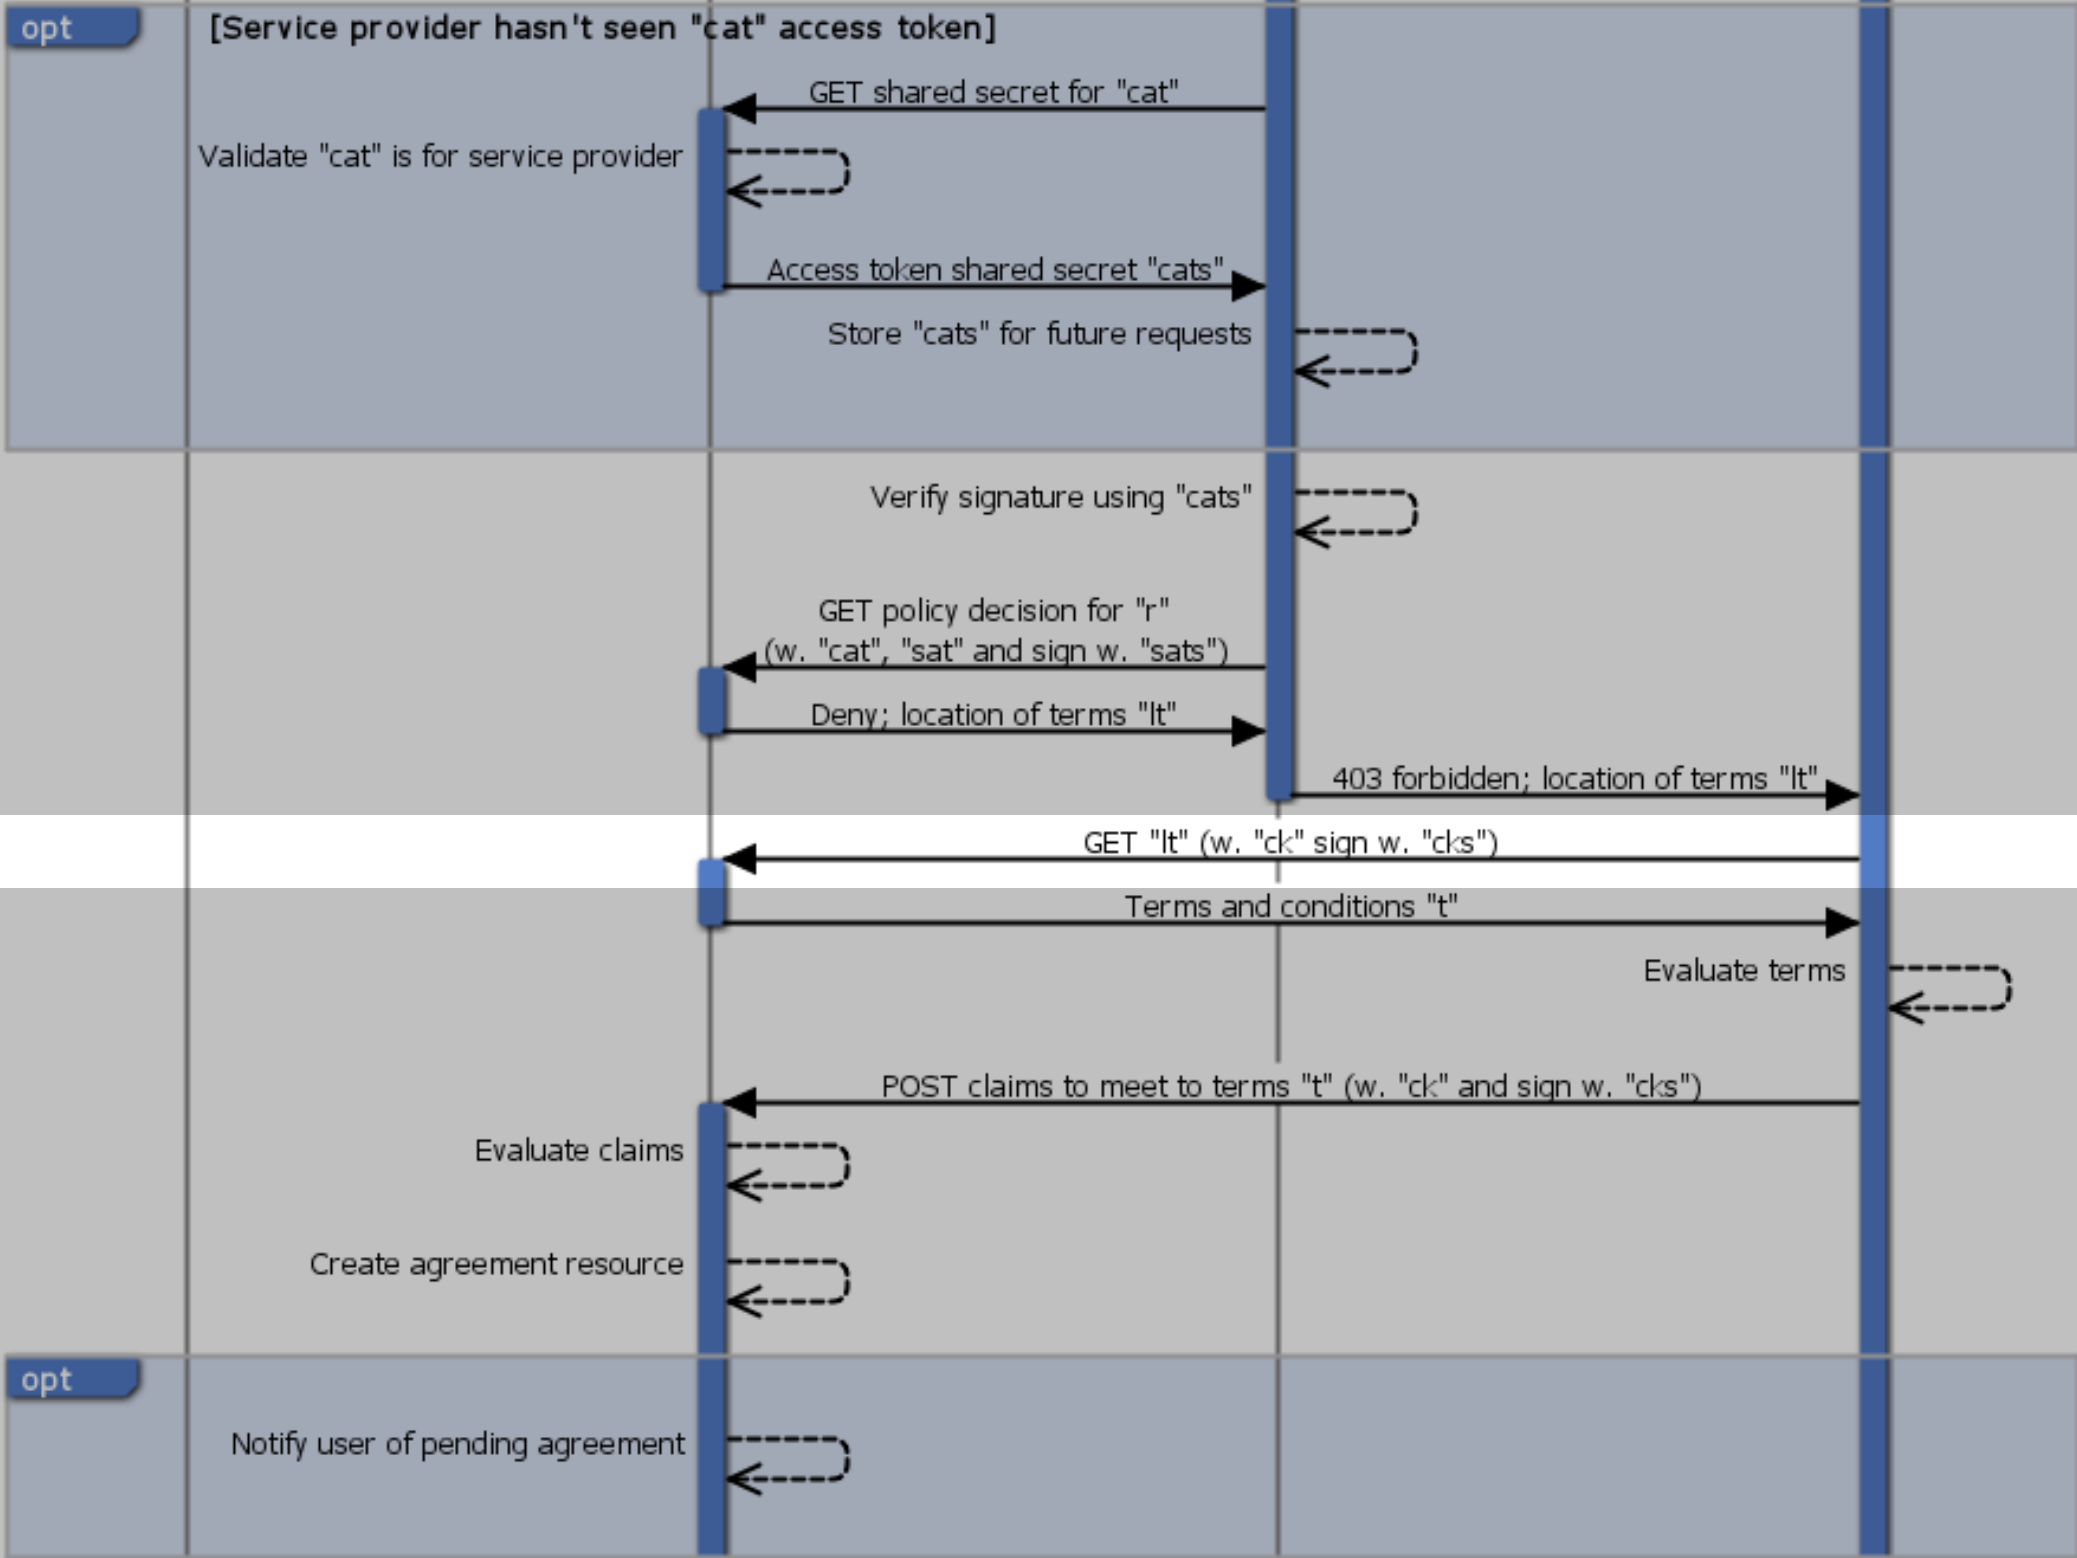 opt
[Service provider hasn't seen "cat" access token]
GET shared secret for "cat"
Validate "cat" is for service provider
Access token shared secret "cats"
Store "cats" for future requests
Verify signature using "cats"
GET policy decision for "r"
(w. "cat", "sat" and sign w. "sats")
Deny; location of terms "lt"
403 forbidden; location of terms "lt"
GET "lt" (w. "ck" sign w. "cks")
Terms and conditions "t"
Evaluate terms
POST claims to meet to terms "t" (w. "ck" and sign w. "cks")
Evaluate claims
Create agreement resource
opt
Notify user of pending agreement